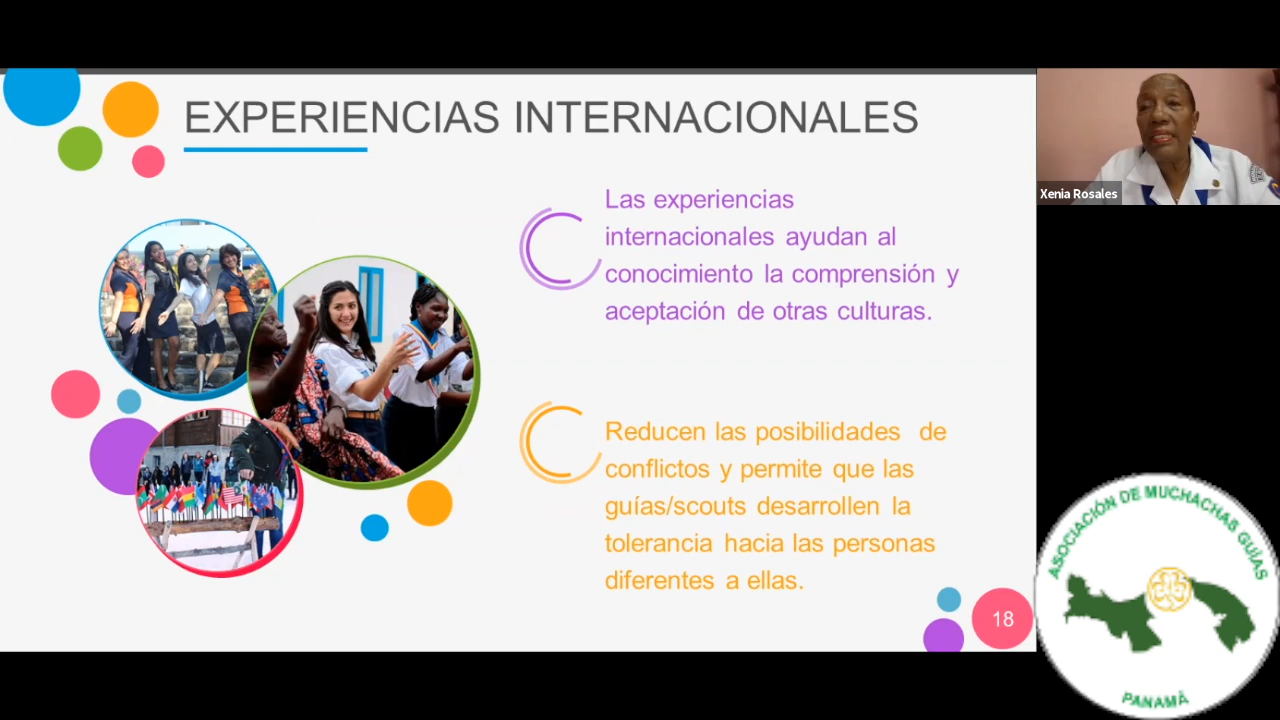 EXPERIENCIAS INTERNACIONALES
Las experiencias
internacionales ayudan al
conocimiento la comprensión y
aceptación de otras culturas.
Reducen las posibilidades de
conflictos y permite que las
guías/scouts desarrollen la
tolerancia hacia las personas
diferentes a ellas.
18
Xenia Rosales
ASOCIACIÓN DE MUCHACHAS GUÍAS
PANAMÁ